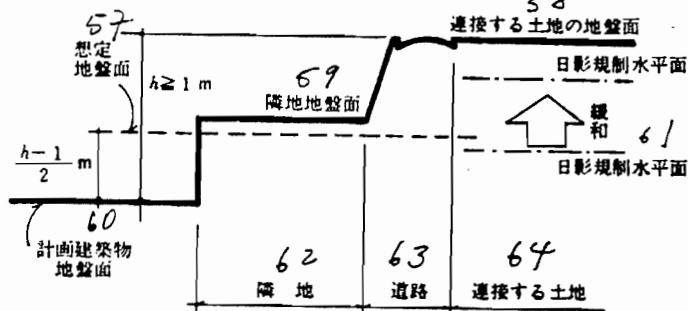 57
58
想定
地盤面
連接する土地の地盤面
h≧1 m
59
隣地地盤面
日影規制水平面
緩和
61
h-1
2
m
日影規制水平面
60
計画建築物
地盤面
62
63
64
隣 地
道路
連接する土地